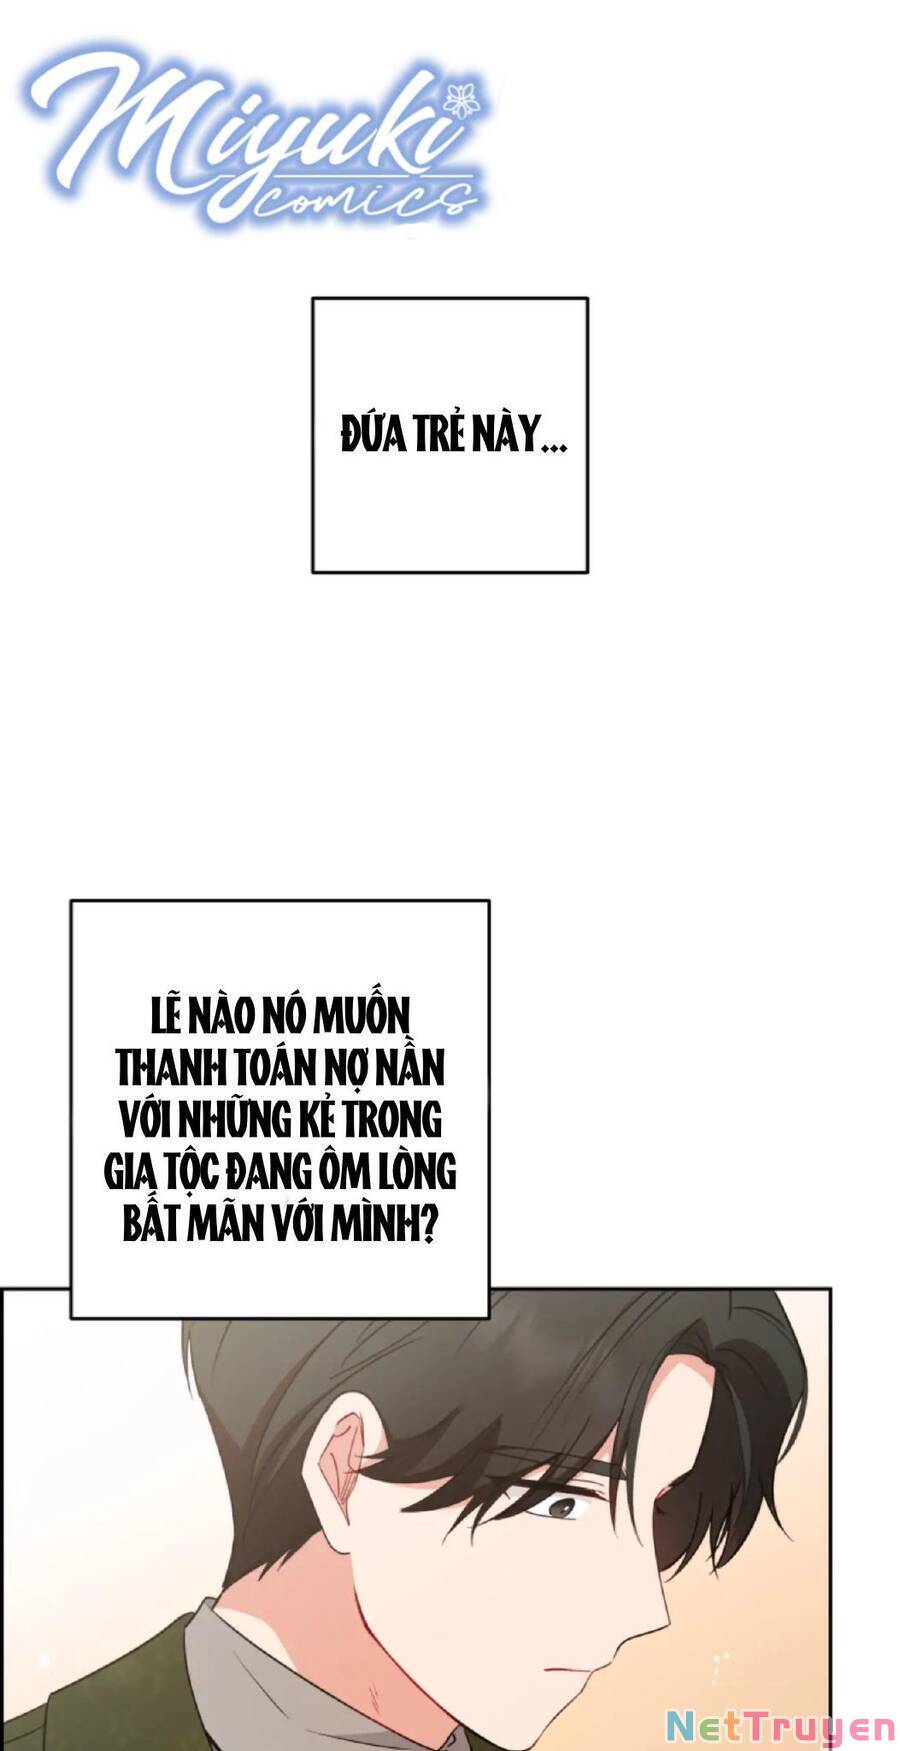 Miyuki
comics
ĐỨA TRẺ NÀY...
LẼ NÀO NÓ MUỐN
THANH TOÁN NỢ NẦN
VỚI NHỮNG KẺ TRONG
GIA TỘC ĐANG ÔM LÒNG
BẤT MÃN VỚI MÌNH?
NetTruyen